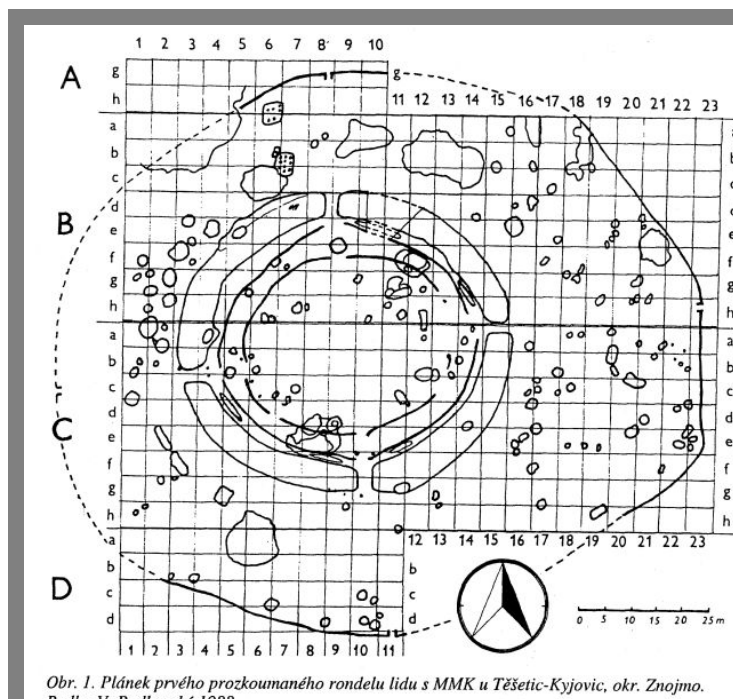 1 2 3 4 5 6 7 8 9 10
A
g
h
g
11 12 13 14 15 16 17 18 19 20 21 22 23
B
a
b
c
d
e
f
g
h
a
b
c
d
e
f
g
h
C
a
b
c
d
e
f
g
h
a
b
c
d
e
f
g
h
12 13 14 15 16 17 18 19 20 21 22 23
D
a
b
c
d
b
c
d
1 2 3 4 5 6 7 8 9 10 11
0 5 10 15 20 25 m
Obr. 1. Plánek prvého prozkoumaného rondelu lidu s MMK u Těšetic-Kyjovic, okr. Znojmo.